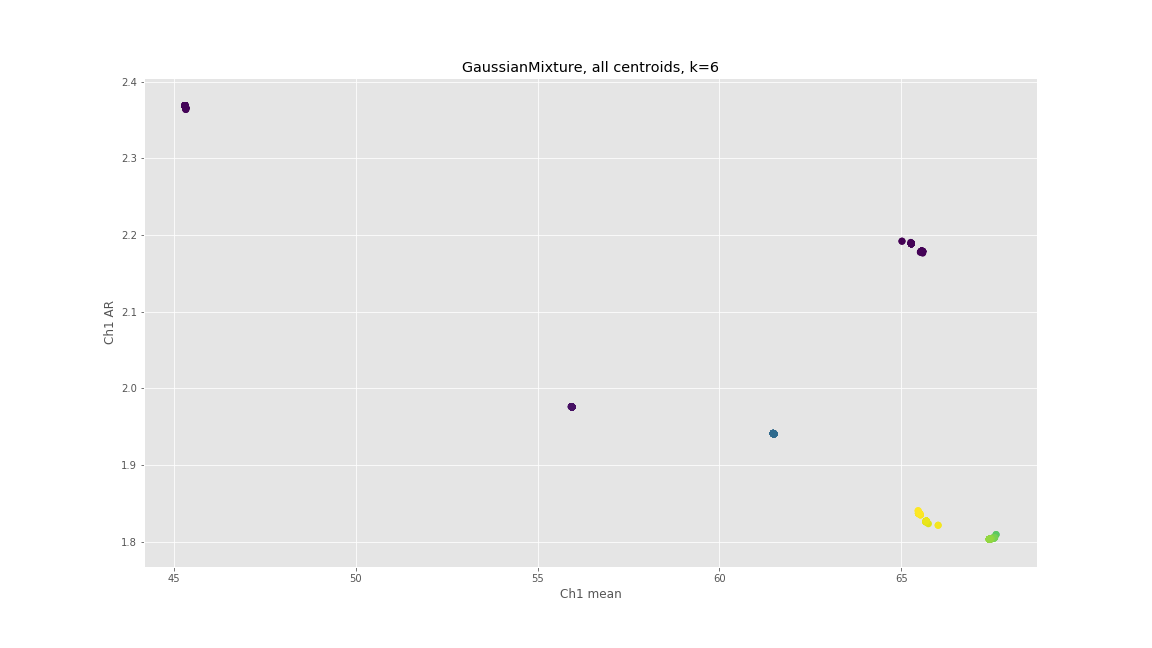 GaussianMixture, all centroids, k=6
2.4
2.3
2.2
2.1
2.0
1.9
1.8
Ch1 AR
45 50 55 60 65
Ch1 mean